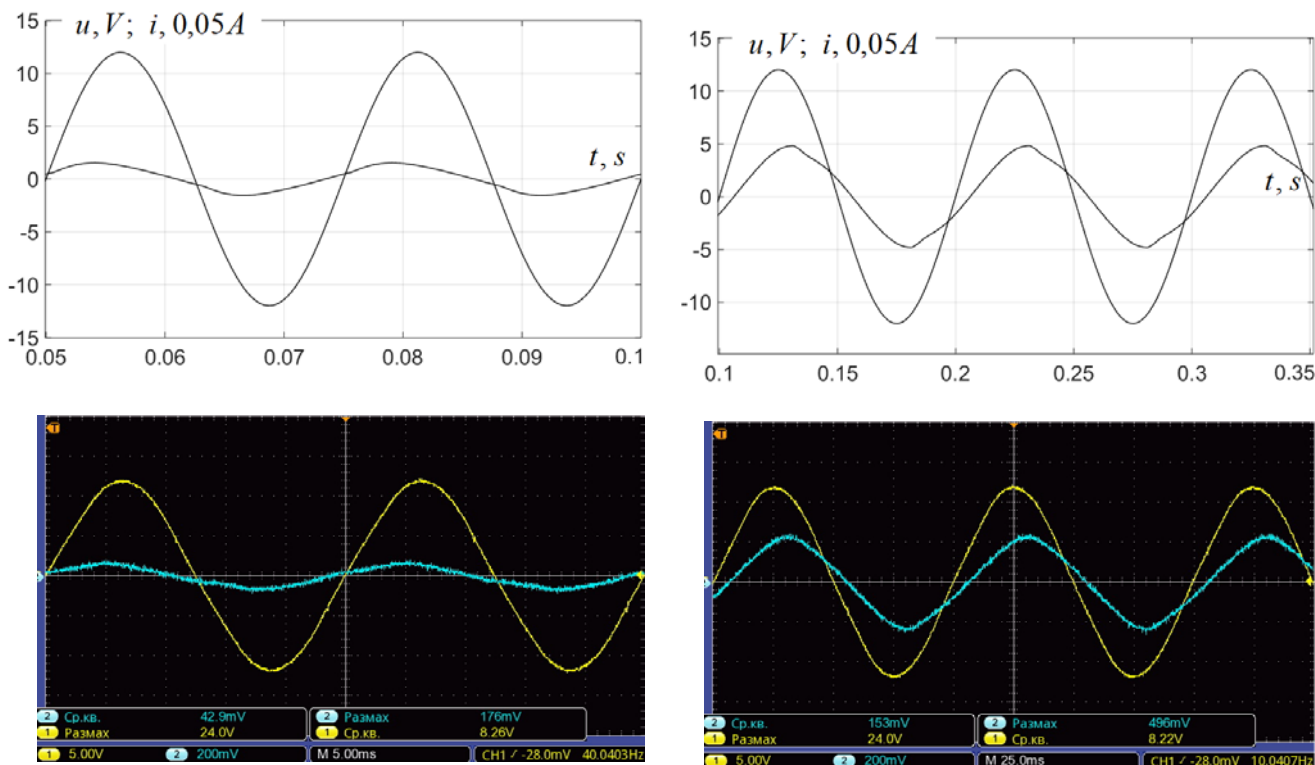 u, V; i, 0,05A
15
10
5
0
-5
-10
-15
t, s
0.05 0.06 0.07 0.08 0.09 0.1
u, V; i, 0,05A
15
10
5
0
-5
-10
t, s
0.1 0.15 0.2 0.25 0.3 0.35
T
2 Ср.кв. 42.9mV 2 Размах 176mV
1 Размах 24.0V 1 Ср.кв. 8.26V
1 5.00V 2 200mV M 5.00ms CH1 -28.0mV 40.0403Hz
T
2 Ср.кв. 153mV 2 Размах 496mV
1 Размах 24.0V 1 Ср.кв. 8.22V
1 5.00V 2 200mV M 25.0ms CH1 -28.0mV 10.0407Hz